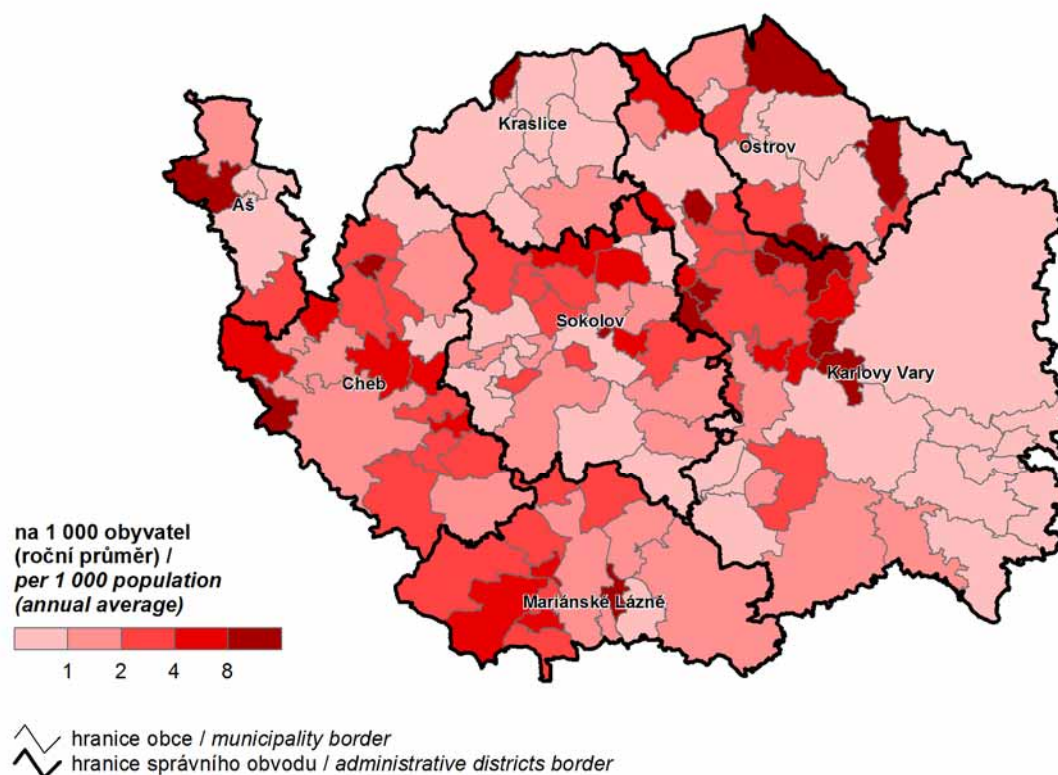 Kraslice
Ostrov
Aš
Sokolov
Cheb
Karlovy Vary
Mariánské Lázně
na 1 000 obyvatel
(roční průměr) /
per 1 000 population
(annual average)
1 2 4 8
hranice obce / municipality border
hranice správního obvodu / administrative districts border